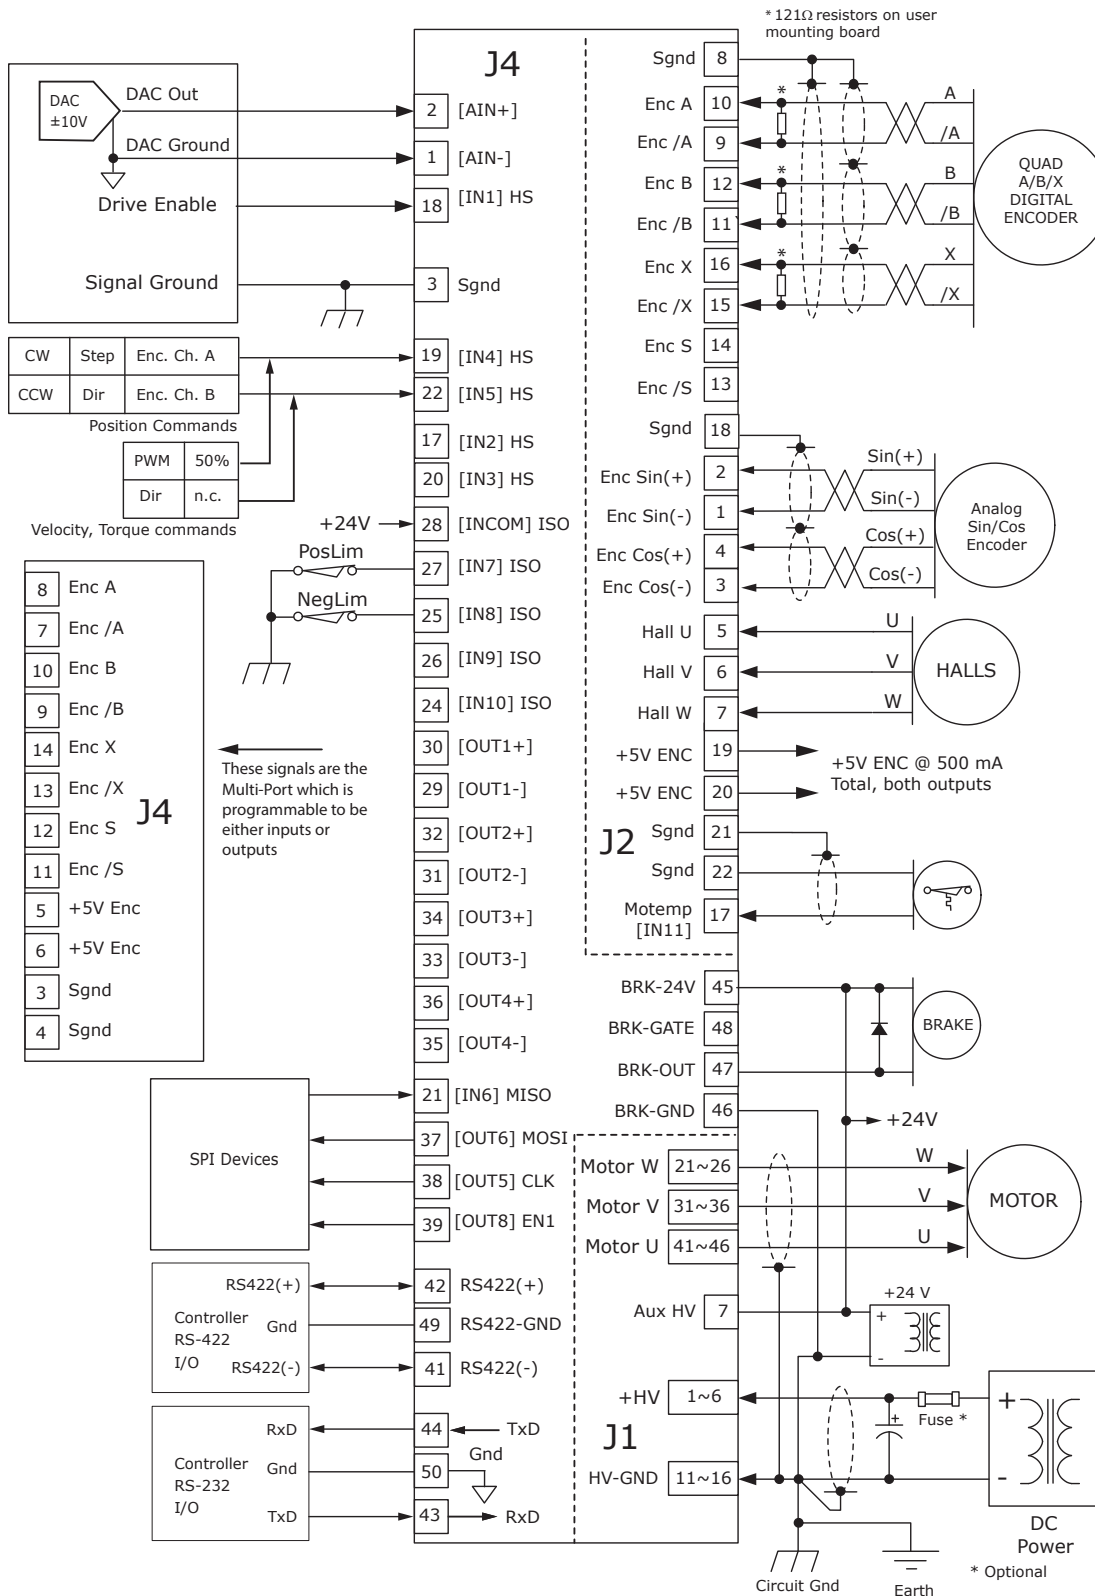 * 121Ω resistors on user
mounting board
J4
DAC
±10V
DAC Out
2 [AIN+]
DAC Ground
1 [AIN-]
Drive Enable
18 [IN1] HS
Signal Ground
3 Sgnd
CW Step Enc. Ch. A
19 [IN4] HS
CCW Dir Enc. Ch. B
22 [IN5] HS
Position Commands
17 [IN2] HS
PWM 50%
20 [IN3] HS
Dir n.c.
Velocity, Torque commands
+24V
28 [INCOM] ISO
PosLim
27 [IN7] ISO
NegLim
25 [IN8] ISO
26 [IN9] ISO
24 [IN10] ISO
30 [OUT1+]
29 [OUT1-]
32 [OUT2+]
31 [OUT2-]
34 [OUT3+]
33 [OUT3-]
36 [OUT4+]
35 [OUT4-]
8 Enc A
7 Enc /A
10 Enc B
9 Enc /B
14 Enc X
13 Enc /X
12 Enc S
11 Enc /S
5 +5V Enc
6 +5V Enc
3 Sgnd
4 Sgnd
J4
These signals are the
Multi-Port which is
programmable to be
either inputs or
outputs
SPI Devices
21 [IN6] MISO
37 [OUT6] MOSI
38 [OUT5] CLK
39 [OUT8] EN1
Controller
RS-422
I/O
RS422(+)
42 RS422(+)
Gnd
49 RS422-GND
RS422(-)
41 RS422(-)
Controller
RS-232
I/O
RxD
44 TxD
Gnd
50 Gnd
TxD
43 RxD
Sgnd 8
Enc A 10 * A
Enc /A 9 /A
Enc B 12 * B
Enc /B 11 /B
Enc X 16 * X
Enc /X 15 /X
QUAD
A/B/X
DIGITAL
ENCODER
Enc S 14
Enc /S 13
Sgnd 18
Enc Sin(+) 2 Sin(+)
Enc Sin(-) 1 Sin(-)
Enc Cos(+) 4 Cos(+)
Enc Cos(-) 3 Cos(-)
Analog
Sin/Cos
Encoder
Hall U 5 U
Hall V 6 V
Hall W 7 W
HALLS
+5V ENC 19
+5V ENC 20
+5V ENC @ 500 mA
Total, both outputs
J2
Sgnd 21
Sgnd 22
Motemp 17
[IN11]
BRK-24V 45
BRK-GATE 48
BRK-OUT 47
BRK-GND 46
BRAKE
+24V
Motor W 21~26 W
Motor V 31~36 V
Motor U 41~46 U
MOTOR
Aux HV 7
+24 V
+
-
+HV 1~6
+
Fuse *
+
J1
HV-GND 11~16
-
DC
Power
Circuit Gnd
Earth
* Optional